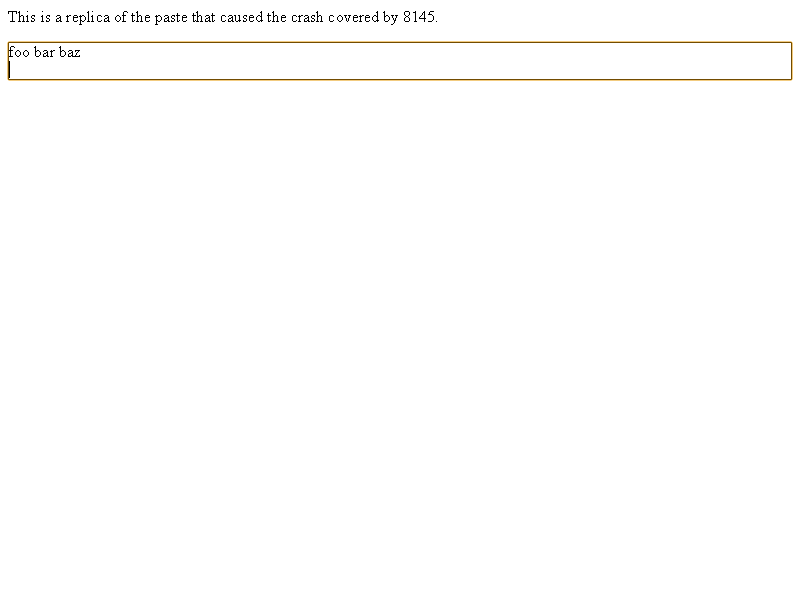 This is a replica of the paste that caused the crash covered by 8145.
foo bar baz